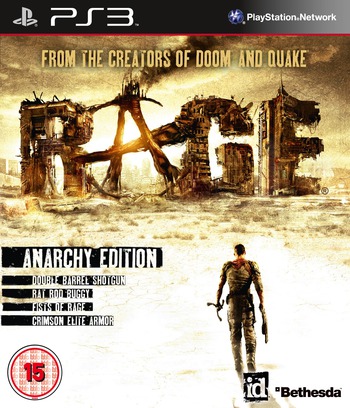 PS3 PlayStation®Network
FROM THE CREATORS OF DOOM AND QUAKE
RAGE®
ANARCHY EDITION
DOUBLE BARREL SHOTGUN
RAT ROD BUGGY
FISTS OF RAGE
CRIMSON ELITE ARMOR
15
id Bethesda